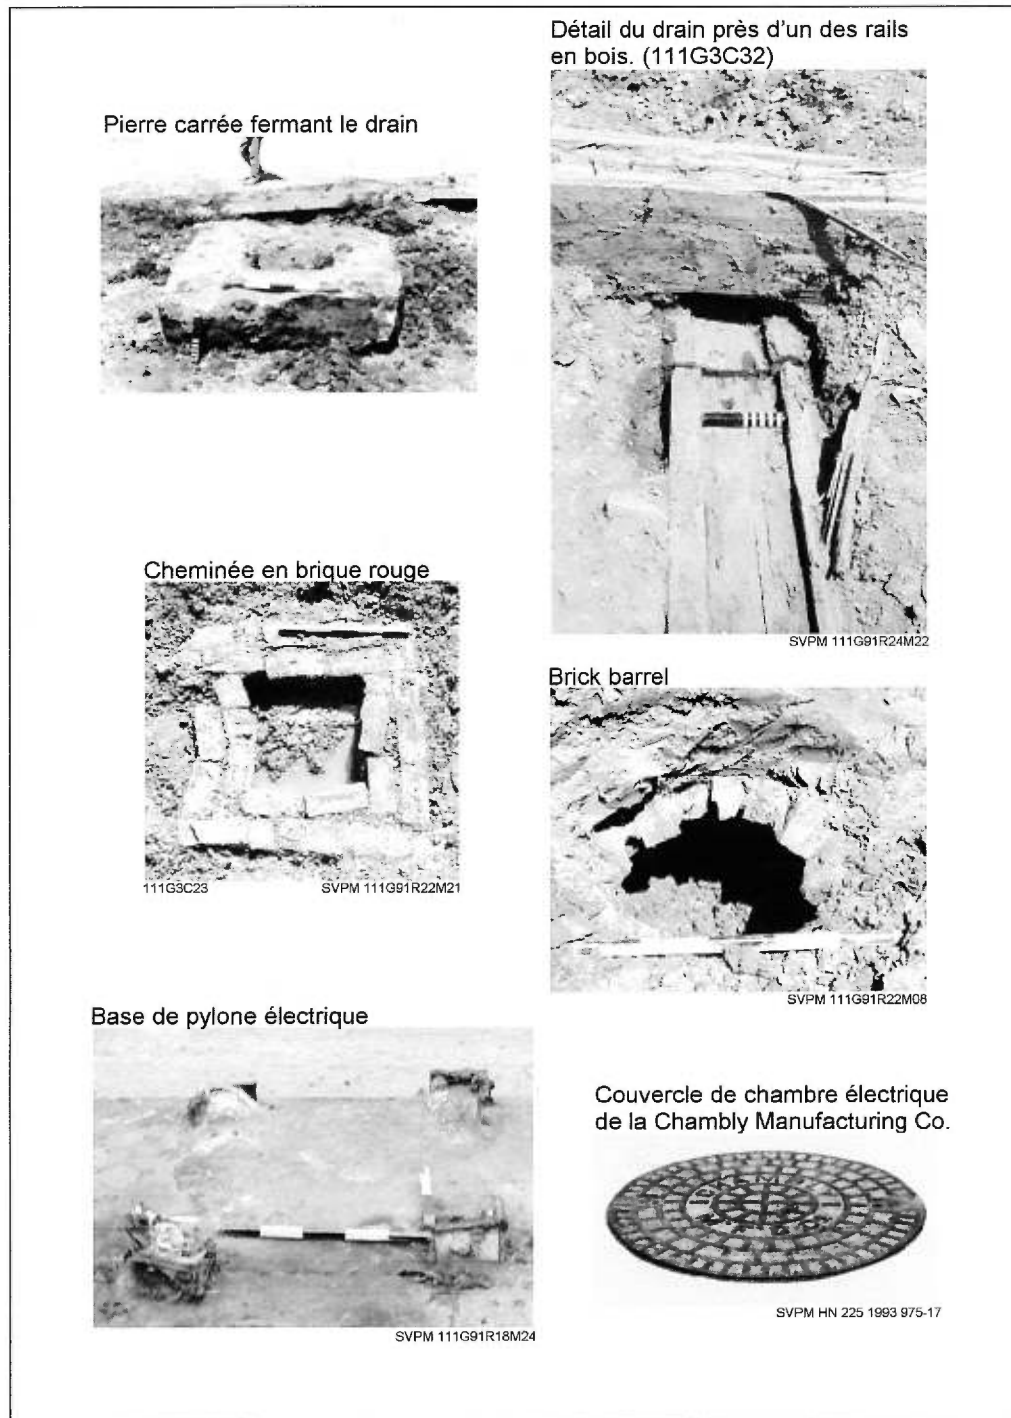 Pierre carrée fermant le drain
Détail du drain près d'un des rails
en bois. (111G3C32)
SVPM 111G91R24M22
Cheminée en brique rouge
111G3C23
SVPM 111G91R22M21
Brick barrel
SVPM 111G91R22M08
Base de pylone électrique
SVPM 111G91R18M24
Couvercle de chambre électrique
de la Chambly Manufacturing Co.
SVPM HN 225 1993 975-17